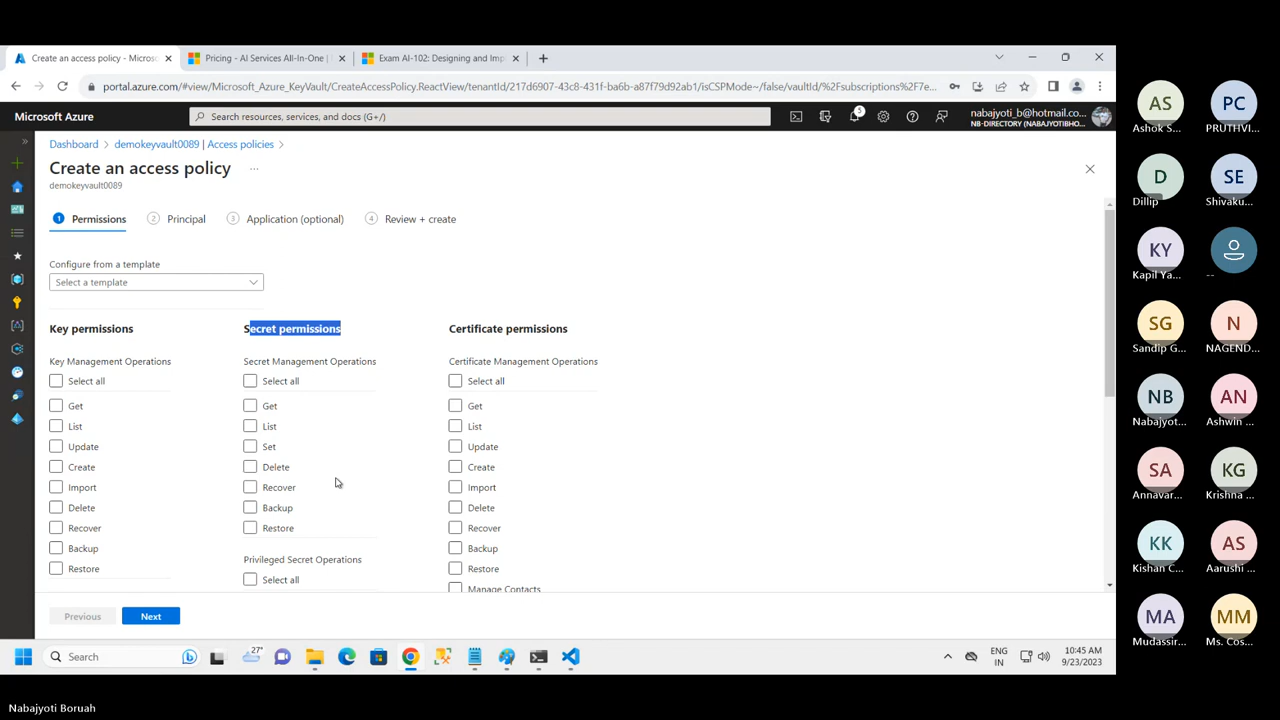 Create an access policy - Micros
Pricing - AI Services All-In-One |
Exam AI-102: Designing and Imp
portal.azure.com/#view/Microsoft_Azure_KeyVault/CreateAccessPolicy.ReactView/tenantId/217d6907-43c8-431f-ba6b-a87f79d92ab1/isCSPMode~/false/vaultId/%2Fsubscriptions%2F7e...
Microsoft Azure
Search resources, services, and docs (G+/)
5
nabajyoti_b@hotmail.co...
NB-DIRECTORY (NABAJYOTIBHO...
Dashboard > demokeyvault0089 | Access policies >
Create an access policy ...
demokeyvault0089
1 Permissions
2 Principal
3 Application (optional)
4 Review + create
Configure from a template
Select a template
Key permissions
Key Management Operations
Select all
Get
List
Update
Create
Import
Delete
Recover
Backup
Restore
Secret permissions
Secret Management Operations
Select all
Get
List
Set
Delete
Recover
Backup
Restore
Privileged Secret Operations
Select all
Certificate permissions
Certificate Management Operations
Select all
Get
List
Update
Create
Import
Delete
Recover
Backup
Restore
Manage Contacts
Previous
Next
Search
27°
ENG
IN
10:45 AM
9/23/2023
AS
Ashok S...
PC
PRUTHVI...
D
Dillip
SE
Shivaku...
KY
Kapil Ya...
--
SG
Sandip G...
N
NAGEND...
NB
Nabajyot...
AN
Ashwin ...
SA
Annavar...
KG
Krishna ...
KK
Kishan C...
AS
Aarushi ...
MA
Mudassir...
MM
Ms. Cos...
Nabajyoti Boruah